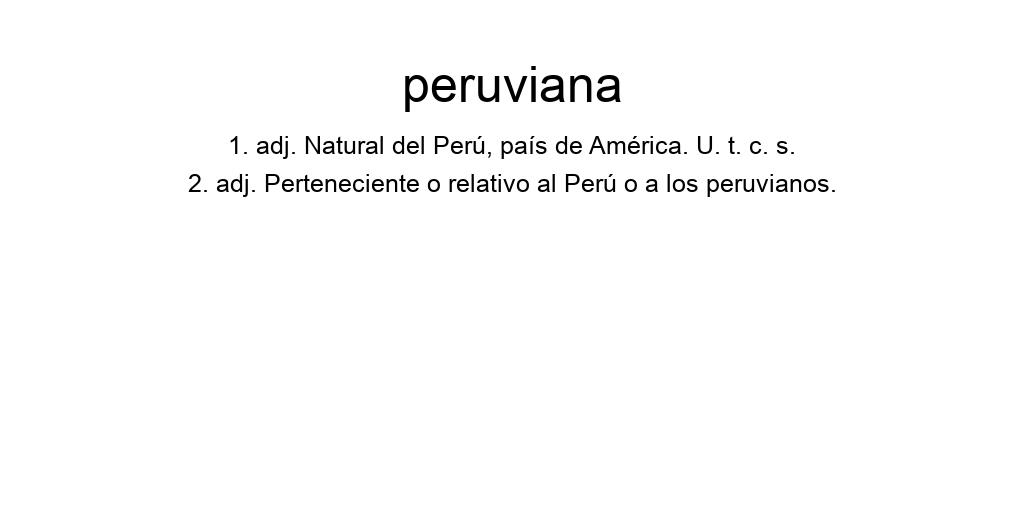 peruviana
1. adj. Natural del Perú, país de América. U. t. c. s.
2. adj. Perteneciente o relativo al Perú o a los peruvianos.